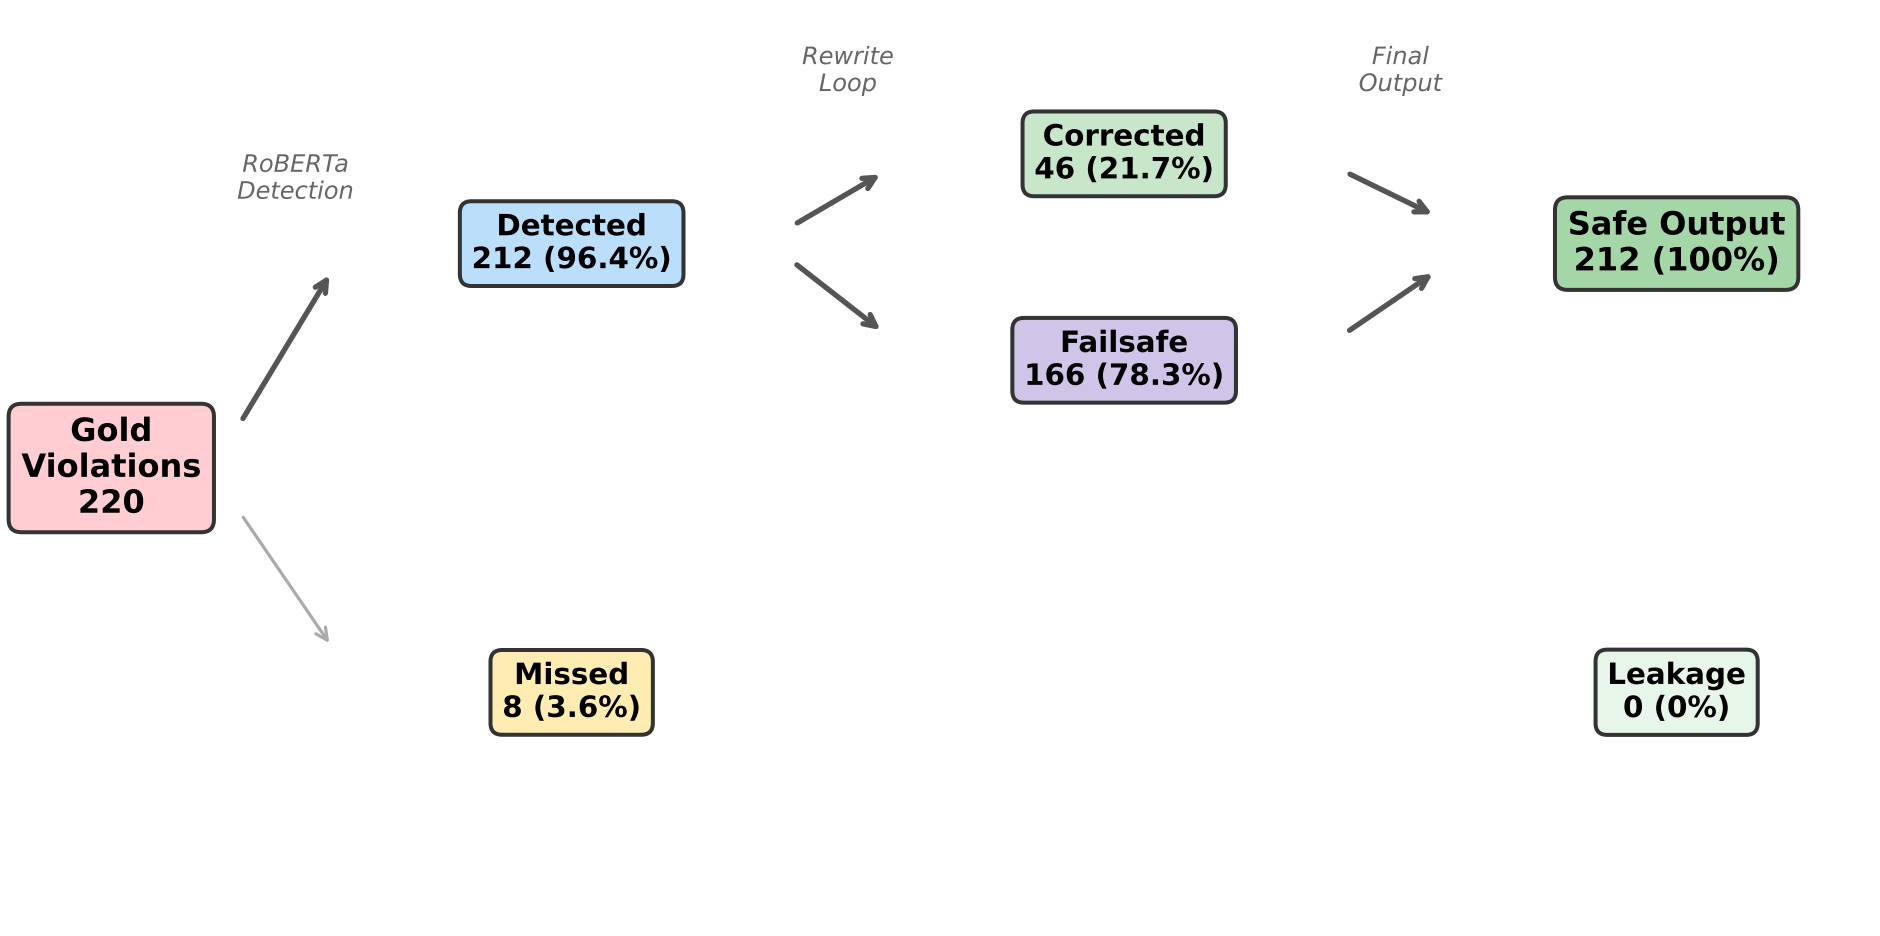 Rewrite
Loop
Final
Output
Corrected
46 (21.7%)
RoBERTa
Detection
Detected
212 (96.4%)
Safe Output
212 (100%)
Failsafe
166 (78.3%)
Gold
Violations
220
Missed
8 (3.6%)
Leakage
0 (0%)